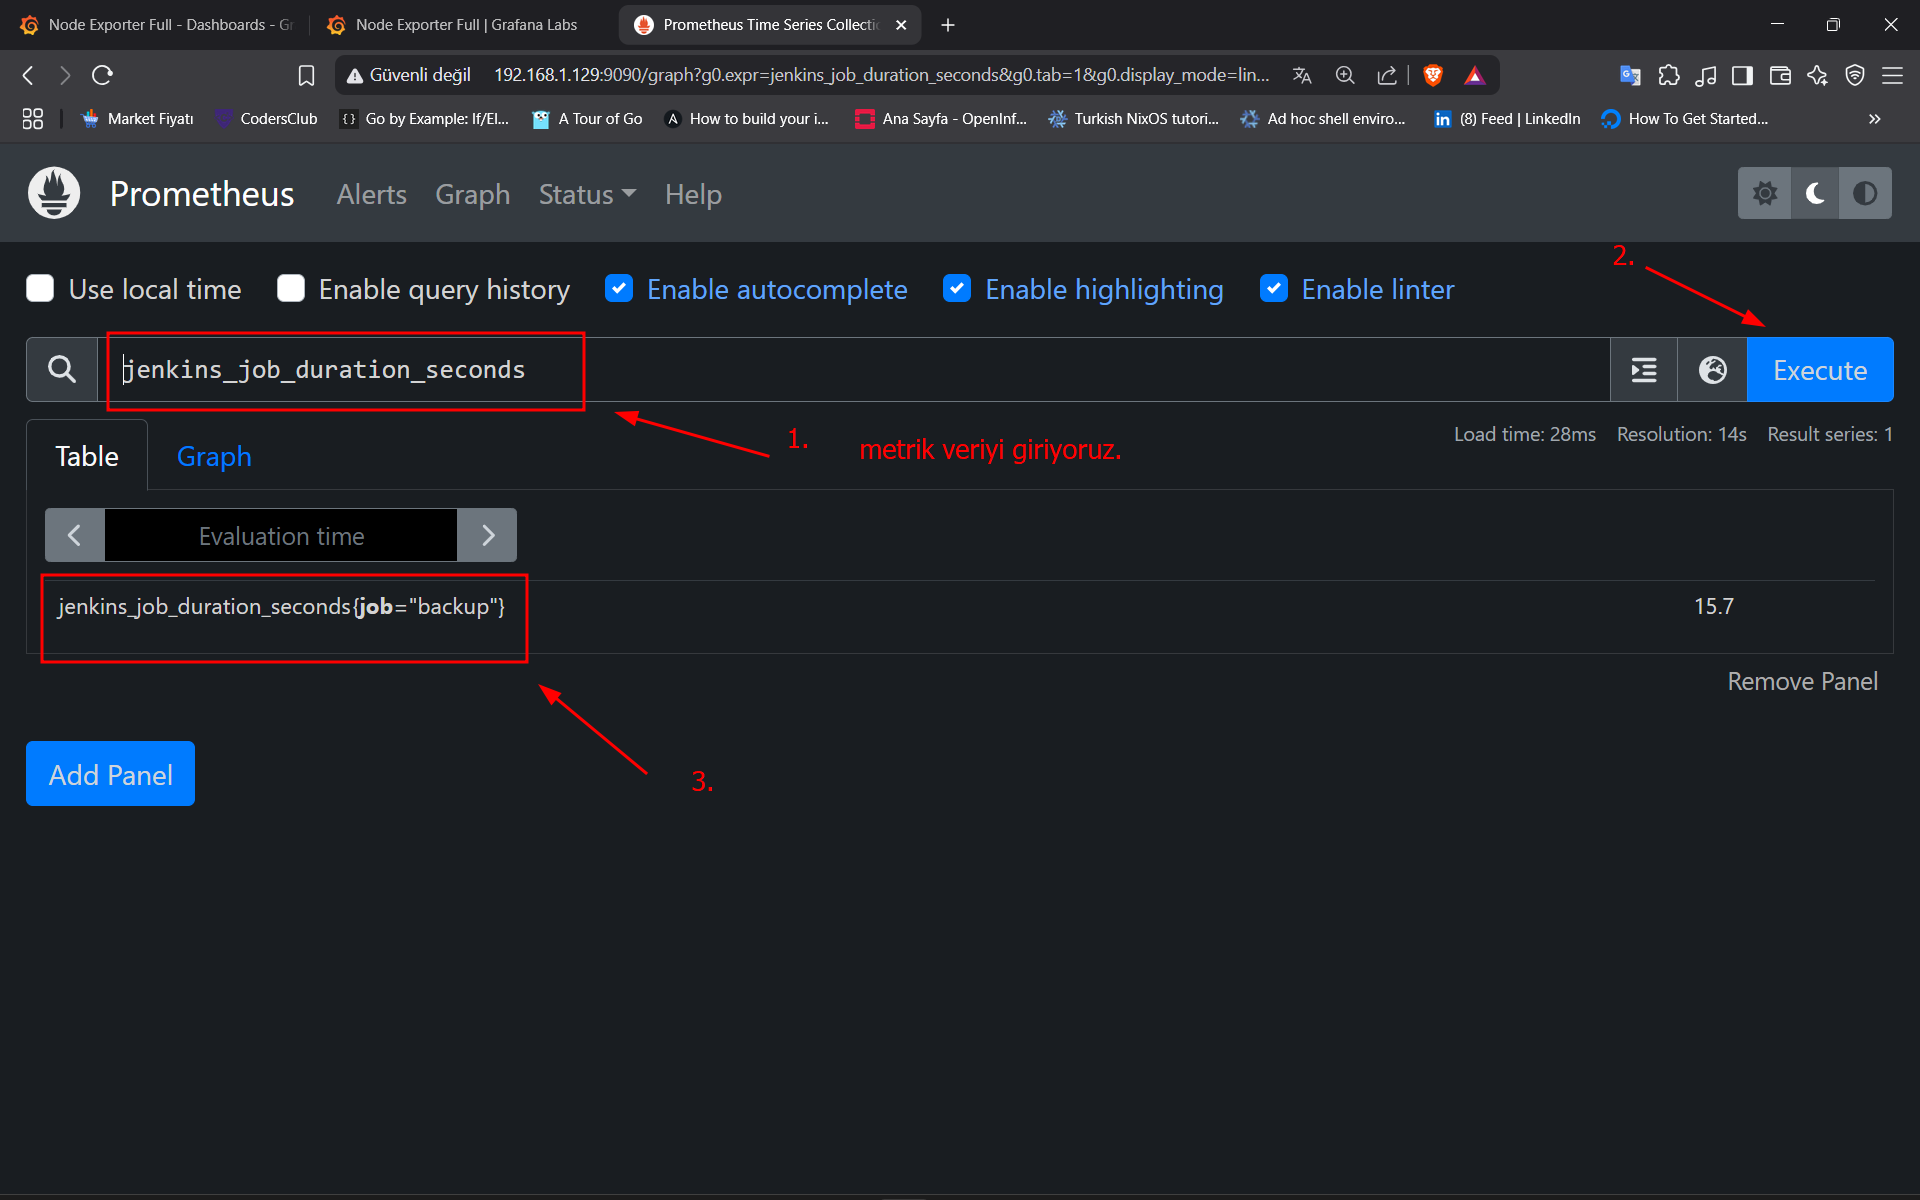 Node Exporter Full - Dashboards - Gr
Node Exporter Full | Grafana Labs
Prometheus Time Series Collecti
Güvenli değil 192.168.1.129:9090/graph?g0.expr=jenkins_job_duration_seconds&g0.tab=1&g0.display_mode=lin...
Market Fiyatı
CodersClub
Go by Example: If/El...
A Tour of Go
How to build your i...
Ana Sayfa - OpenInf...
Turkish NixOS tutori...
Ad hoc shell enviro...
(8) Feed | LinkedIn
How To Get Started...
Prometheus Alerts Graph Status Help
2.
Use local time Enable query history Enable autocomplete Enable highlighting Enable linter
jenkins_job_duration_seconds
Execute
1. metrik veriyi giriyoruz.
Load time: 28ms Resolution: 14s Result series: 1
Table Graph
Evaluation time
jenkins_job_duration_seconds{job="backup"} 15.7
Remove Panel
3.
Add Panel